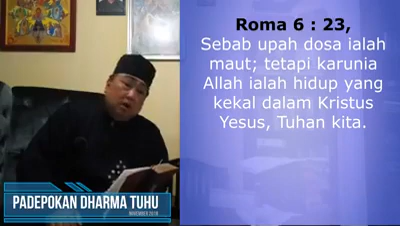 Roma 6 : 23,
Sebab upah dosa ialah
maut; tetapi karunia
Allah ialah hidup yang
kekal dalam Kristus
Yesus, Tuhan kita.
PADEPOKAN DHARMA TUHU
NOVEMBER 2018